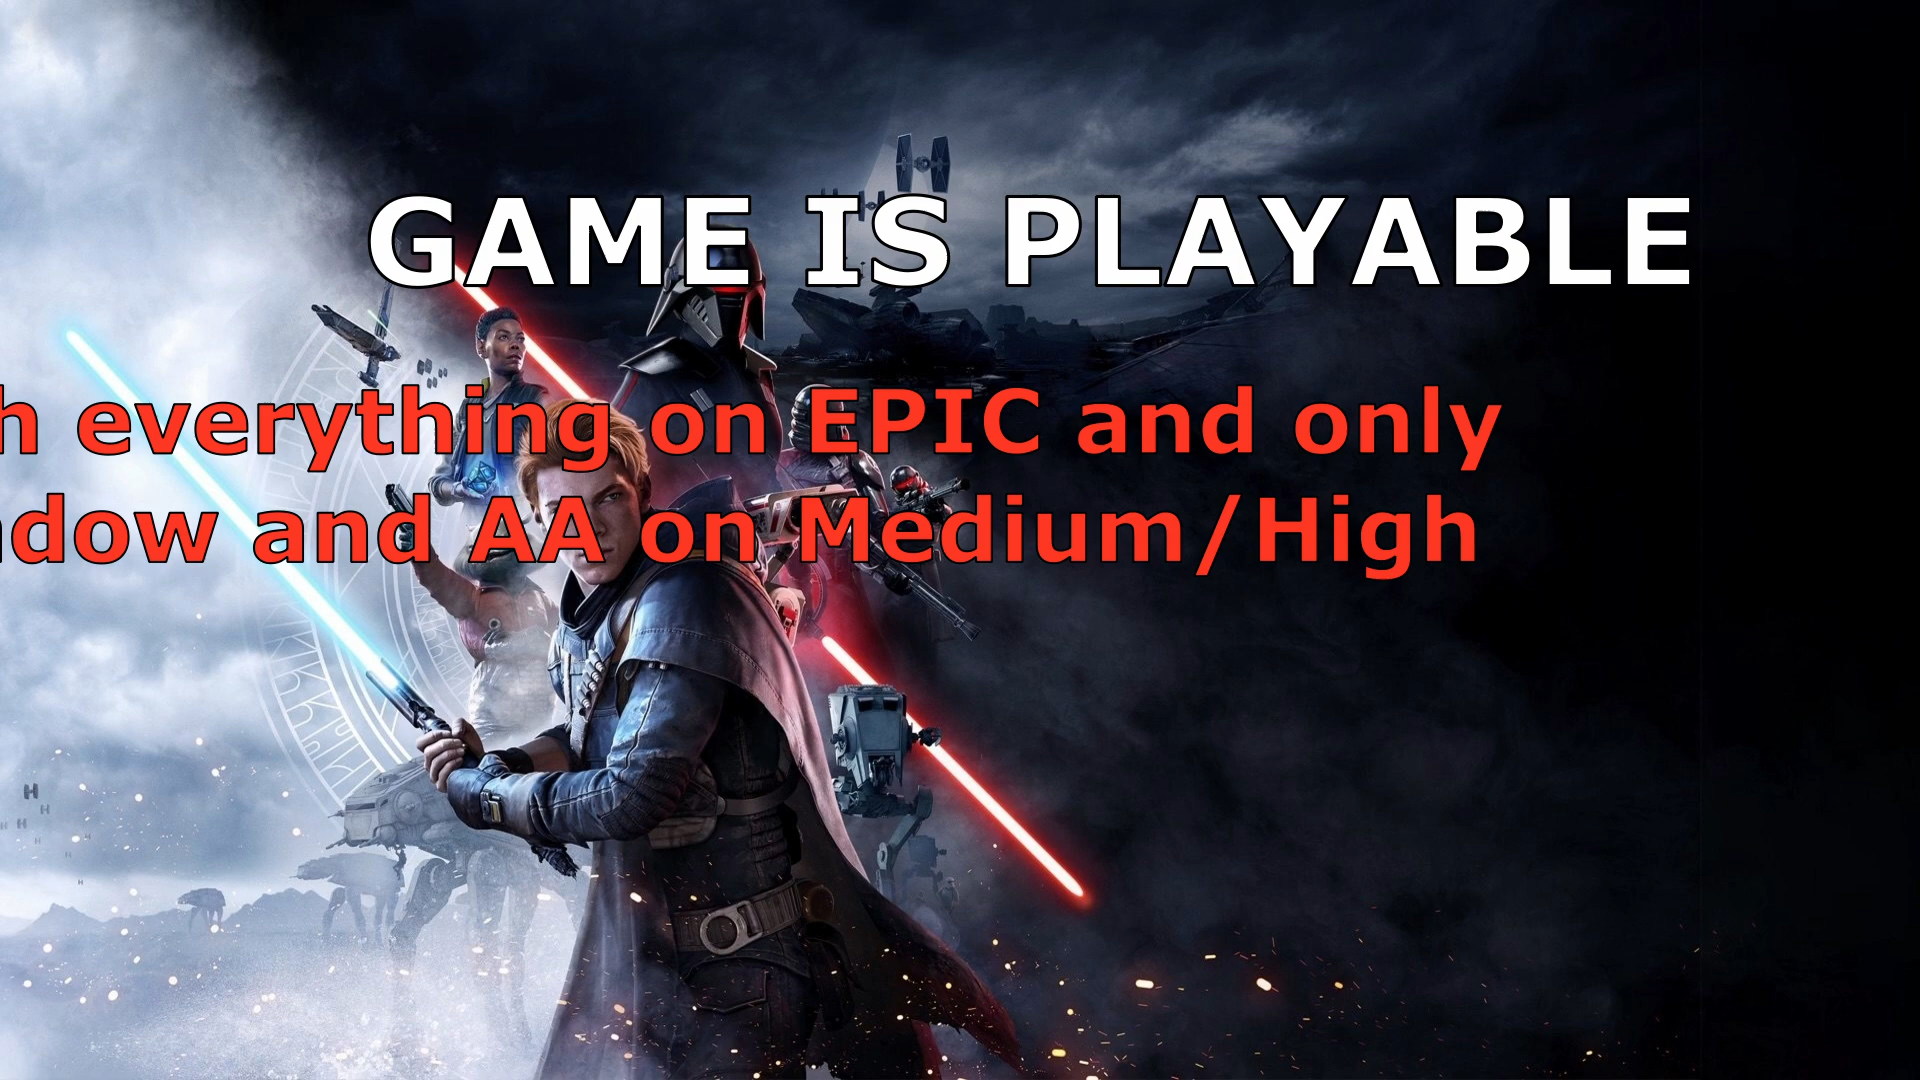 GAME IS PLAYABLE
h everything on EPIC and only
dow and AA on Medium/High